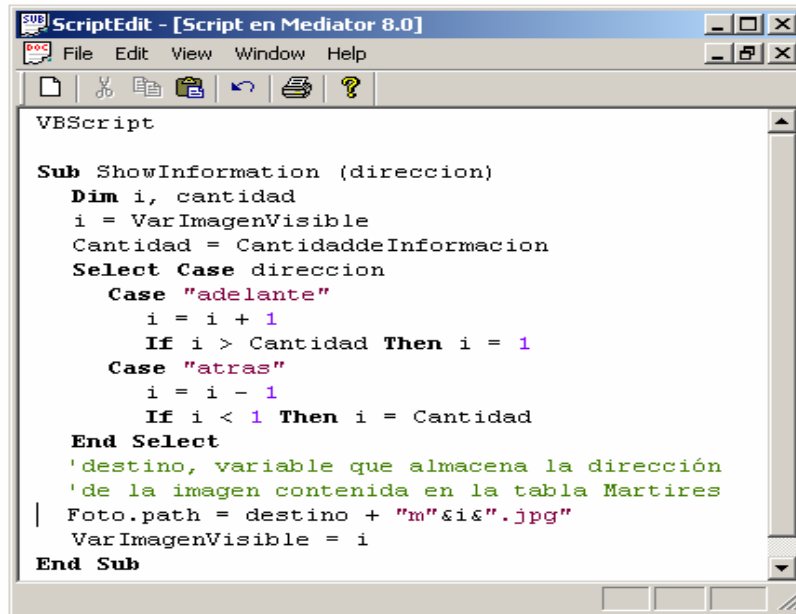 ScriptEdit - [Script en Mediator 8.0]
File Edit View Window Help
VBScript
Sub ShowInformation (direccion)
Dim i, cantidad
i = VarImagenVisible
Cantidad = CantidaddeInformacion
Select Case direccion
Case "adelante"
i = i + 1
If i > Cantidad Then i = 1
Case "atras"
i = i - 1
If i < 1 Then i = Cantidad
End Select
'destino, variable que almacena la dirección
'de la imagen contenida en la tabla Martires
Foto.path = destino + "m"&i&".jpg"
VarImagenVisible = i
End Sub